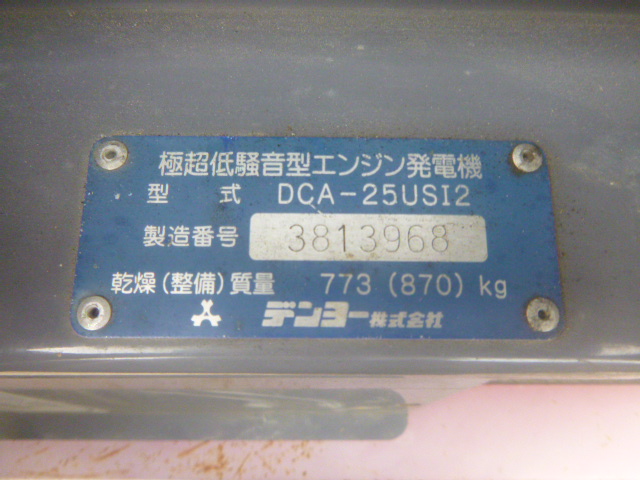 極超低騒音型エンジン発電機
型 式 DCA-25USI2
製造番号 3813968
乾燥(整備)質量 773(870)kg
デンヨー株式会社